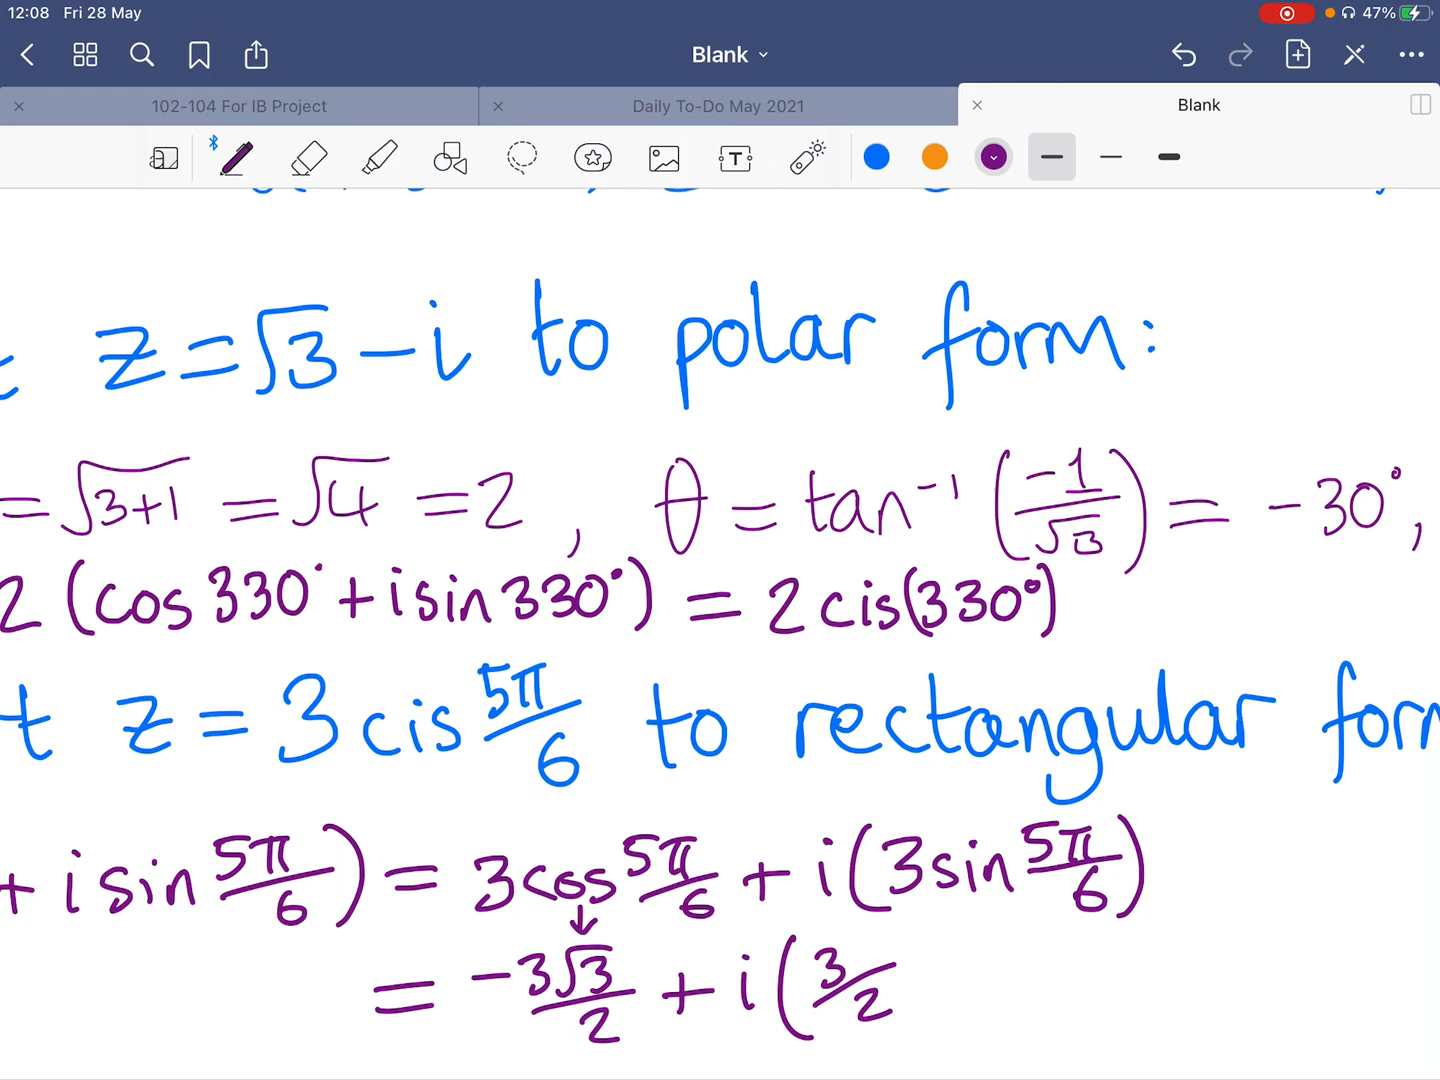 12:08 Fri 28 May 47%
Blank
102-104 For IB Project Daily To-Do May 2021 Blank
z = √3 - i to polar form:
= √3+1 = √4 = 2 , θ = tan⁻¹ (-1/√3) = -30°,
2 (cos 330° + i sin 330°) = 2 cis(330°)
t z = 3 cis 5π/6 to rectangular form
+ i sin 5π/6 ) = 3 cos 5π/6 + i (3 sin 5π/6)
↓
= -3√3/2 + i (3/2